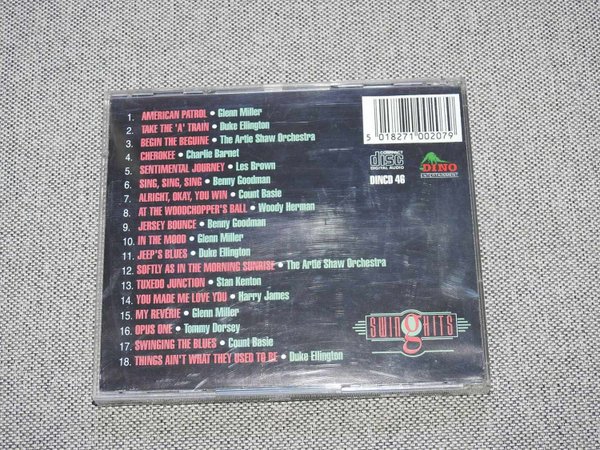 1. AMERICAN PATROL • Glenn Miller
2. TAKE THE 'A' TRAIN • Duke Ellington
3. BEGIN THE BEGUINE • The Artie Shaw Orchestra
4. CHEROKEE • Charlie Barnet
5. SENTIMENTAL JOURNEY • Les Brown
6. SING, SING, SING • Benny Goodman
7. ALRIGHT, OKAY, YOU WIN • Count Basie
8. AT THE WOODCHOPPER'S BALL • Woody Herman
9. JERSEY BOUNCE • Benny Goodman
10. IN THE MOOD • Glenn Miller
11. JEEP'S BLUES • Duke Ellington
12. SOFTLY AS IN THE MORNING SUNRISE • The Artie Shaw Orchestra
13. TUXEDO JUNCTION • Stan Kenton
14. YOU MADE ME LOVE YOU • Harry James
15. MY REVÉRIE • Glenn Miller
16. OPUS ONE • Tommy Dorsey
17. SWINGING THE BLUES • Count Basie
18. THINGS AIN'T WHAT THEY USED TO BE • Duke Ellington
5 018271 002079
COMPACT
disc
DIGITAL AUDIO
DINO
ENTERTAINMENT
DINCD 46
SWINg HITS